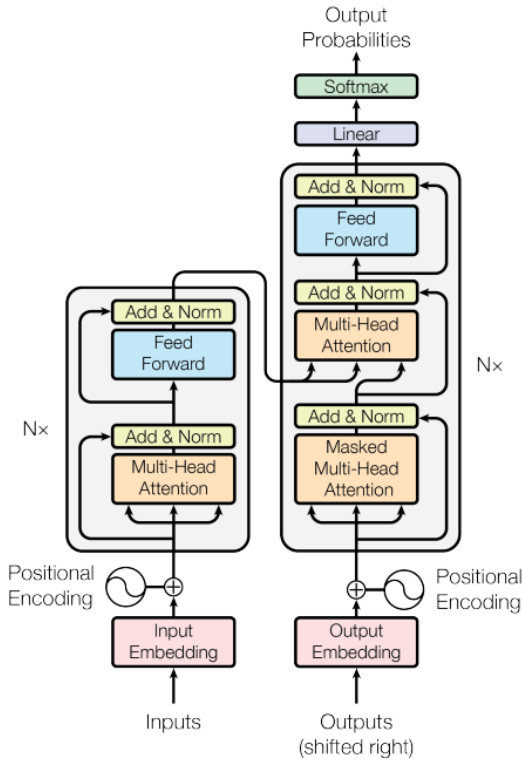 Output
Probabilities
Softmax
Linear
Add & Norm
Feed
Forward
Add & Norm
Multi-Head
Attention
Add & Norm
Masked
Multi-Head
Attention
N×
Positional
Encoding
Output
Embedding
Outputs
(shifted right)
Add & Norm
Feed
Forward
Add & Norm
Multi-Head
Attention
N×
Positional
Encoding
Input
Embedding
Inputs